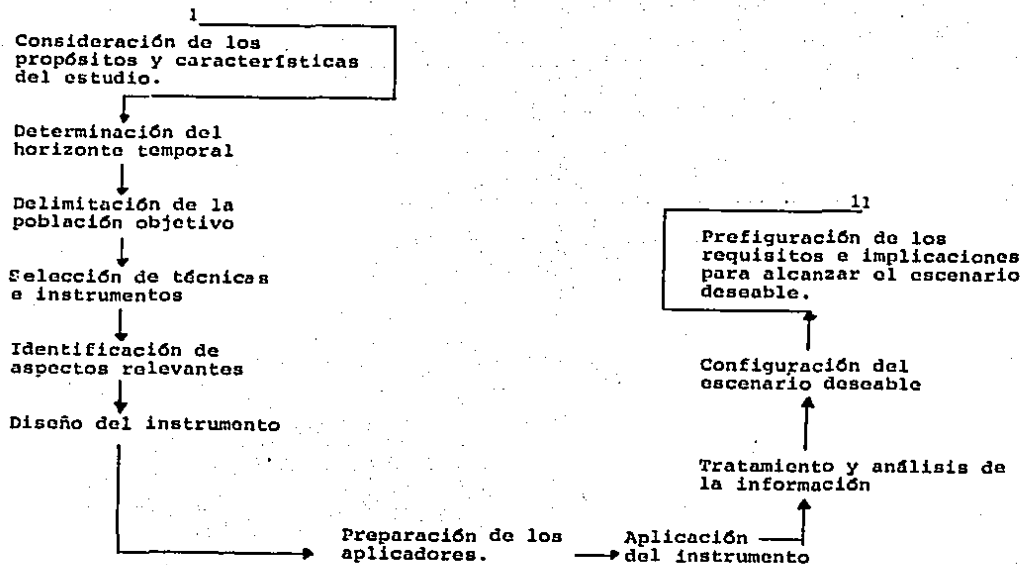 1
Consideración de los
propósitos y características
del estudio.
Determinación del
horizonte temporal
Delimitación de la
población objetivo
Selección de técnicas
e instrumentos
Identificación de
aspectos relevantes
Diseño del instrumento
Preparación de los
aplicadores.
Aplicación
del instrumento
Tratamiento y análisis de
la información
Configuración del
escenario deseable
11
Prefiguración de los
requisitos e implicaciones
para alcanzar el escenario
deseable.